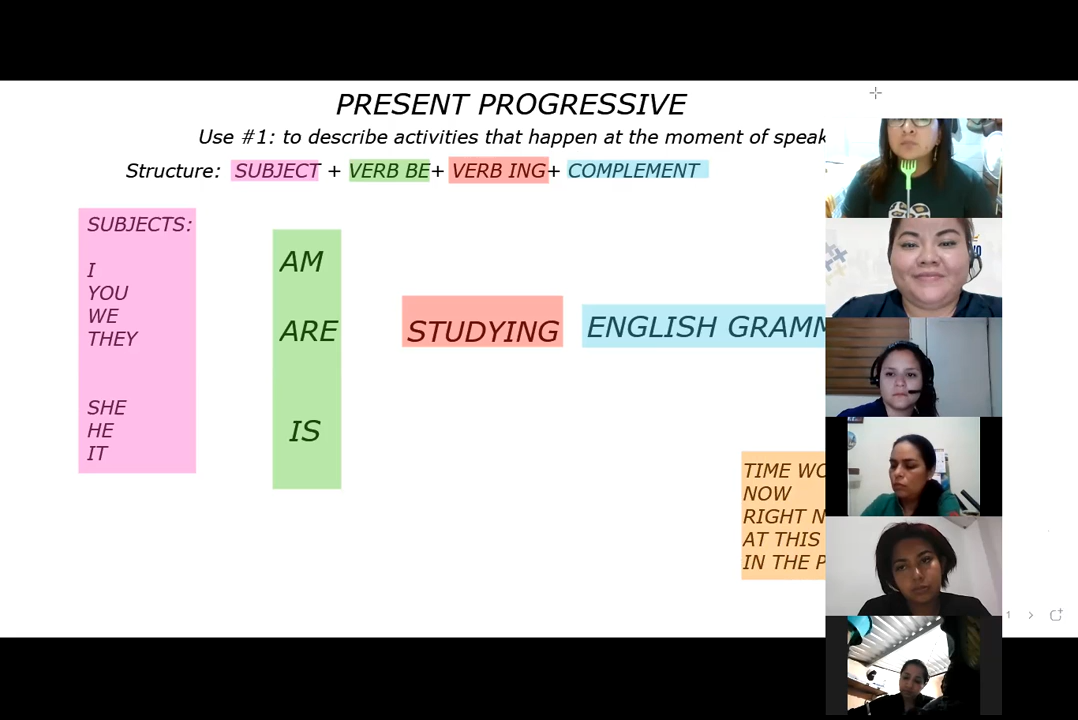 PRESENT PROGRESSIVE
Use #1: to describe activities that happen at the moment of speak
Structure: SUBJECT + VERB BE+ VERB ING+ COMPLEMENT
SUBJECTS:
I
YOU
WE
THEY
SHE
HE
IT
AM
ARE
IS
STUDYING
ENGLISH GRAMM
TIME WO
NOW
RIGHT N
AT THIS
IN THE P
1